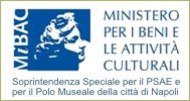 MiBAC
MINISTERO
PER I BENI E
LE ATTIVITÀ
CULTURALI
Soprintendenza Speciale per il PSAE e
per il Polo Museale della città di Napoli